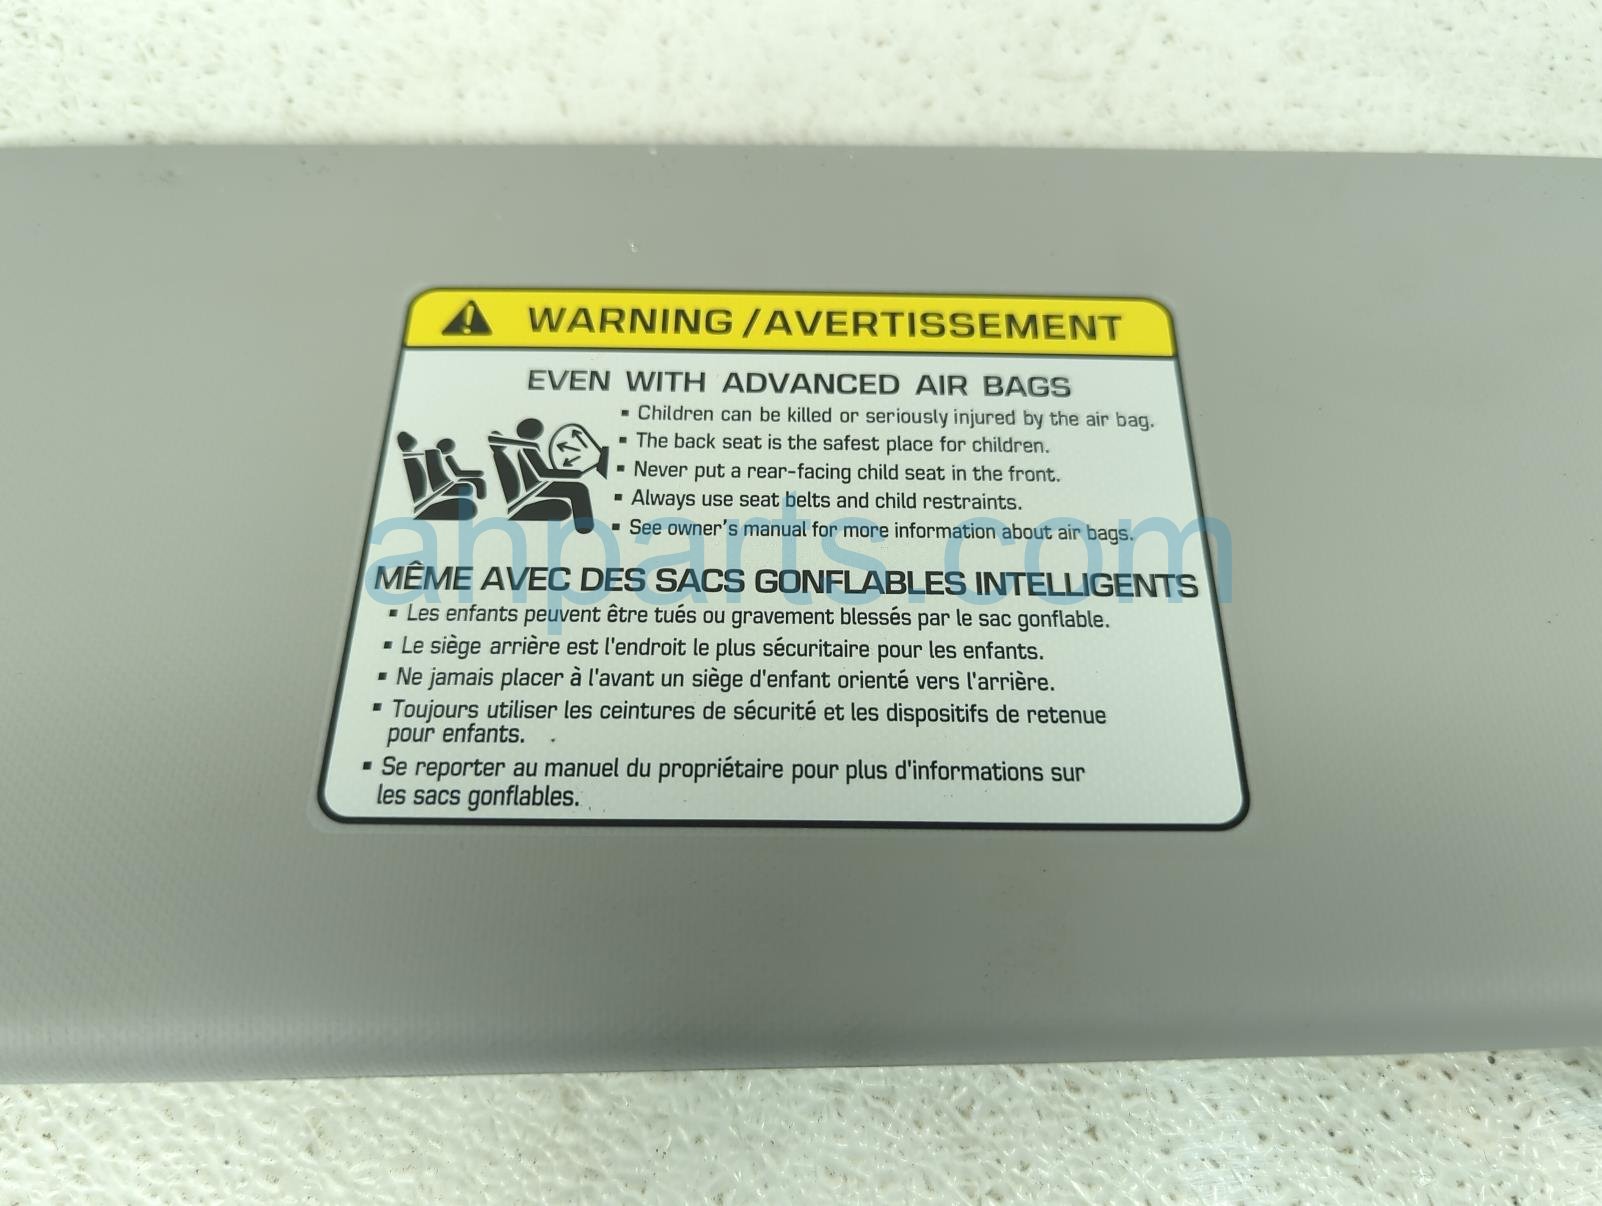 WARNING/AVERTISSEMENT
EVEN WITH ADVANCED AIR BAGS
▪ Children can be killed or seriously injured by the air bag.
▪ The back seat is the safest place for children.
▪ Never put a rear-facing child seat in the front.
▪ Always use seat belts and child restraints.
▪ See owner's manual for more information about air bags.
ahparts.com
MÊME AVEC DES SACS GONFLABLES INTELLIGENTS
▪ Les enfants peuvent être tués ou gravement blessés par le sac gonflable.
▪ Le siège arrière est l'endroit le plus sécuritaire pour les enfants.
▪ Ne jamais placer à l'avant un siège d'enfant orienté vers l'arrière.
▪ Toujours utiliser les ceintures de sécurité et les dispositifs de retenue
pour enfants.
▪ Se reporter au manuel du propriétaire pour plus d'informations sur
les sacs gonflables.